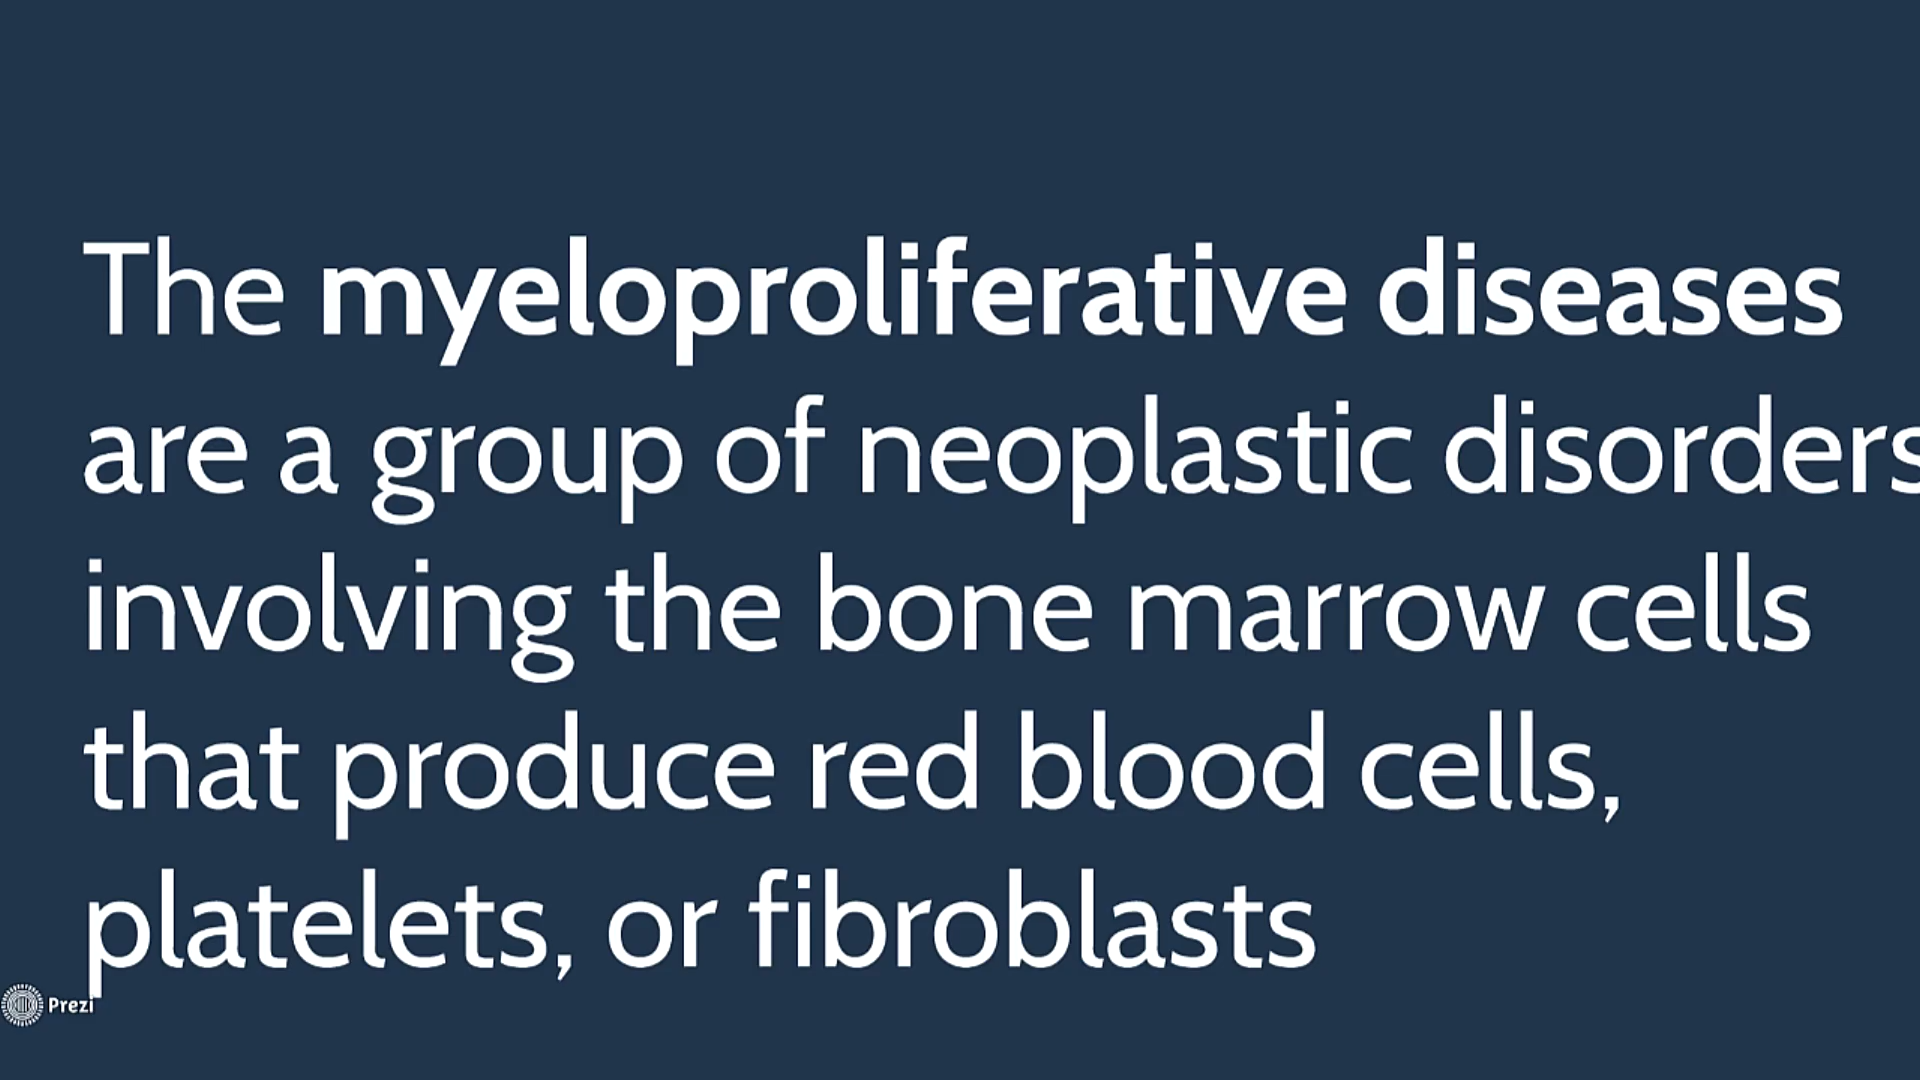 The myeloproliferative diseases
are a group of neoplastic disorders
involving the bone marrow cells
that produce red blood cells,
platelets, or fibroblasts
Prezi